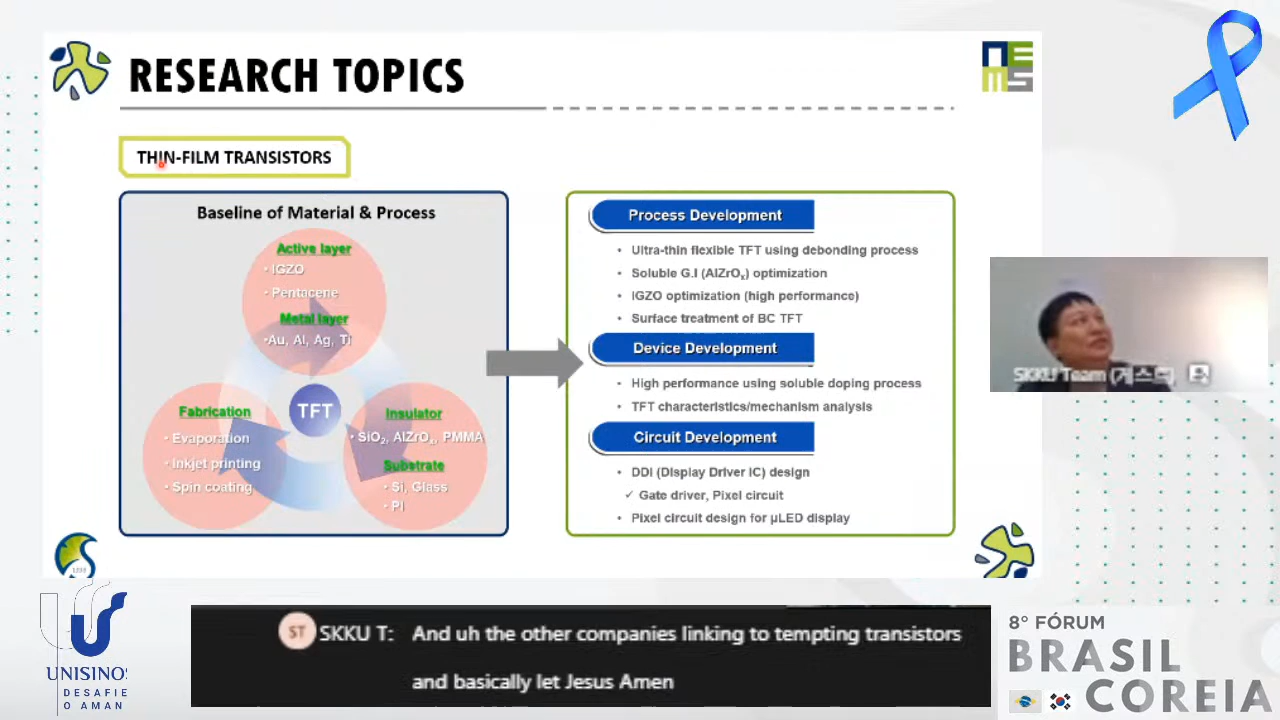 RESEARCH TOPICS
NEMS
THIN-FILM TRANSISTORS
Baseline of Material & Process
Active layer
• IGZO
• Pentacene
Metal layer
• Au, Al, Ag, Ti
TFT
Fabrication
• Evaporation
• Inkjet printing
• Spin coating
Insulator
• SiO₂, AlZrOₓ, PMMA
Substrate
• Si, Glass
• PI
Process Development
• Ultra-thin flexible TFT using debonding process
• Soluble G.I (AlZrOₓ) optimization
• IGZO optimization (high performance)
• Surface treatment of BC TFT
Device Development
• High performance using soluble doping process
• TFT characteristics/mechanism analysis
Circuit Development
• DDI (Display Driver IC) design
✓ Gate driver, Pixel circuit
• Pixel circuit design for µLED display
SKKU Team (게스트)
UNISINOS
DESAFIE
O AMAN
ST SKKU T: And uh the other companies linking to tempting transistors
and basically let Jesus Amen
8° FÓRUM
BRASIL
COREIA